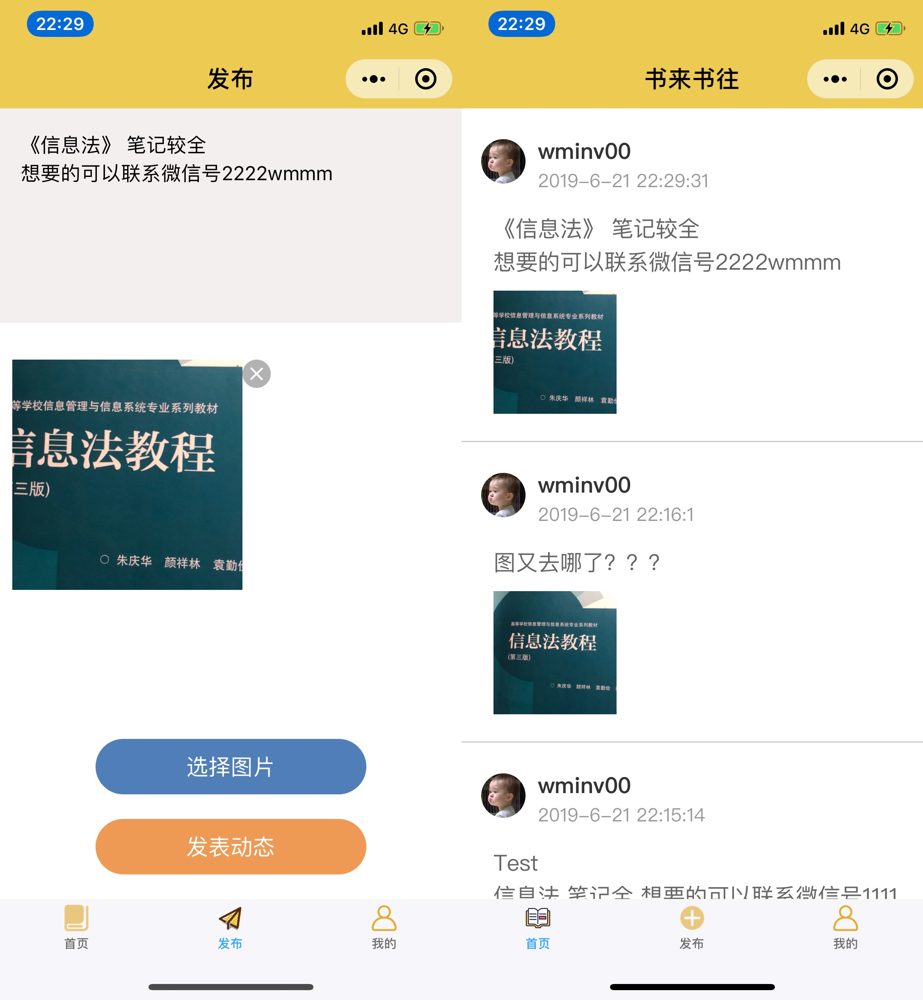 22:29
4G
发布
《信息法》 笔记较全
想要的可以联系微信号2222wmmm
等学校信息管理与信息系统专业系列教材
信息法教程
三版)
朱庆华 颜祥林 袁勤
选择图片
发表动态
首页
发布
我的
22:29
4G
书来书往
wminv00
2019-6-21 22:29:31
《信息法》 笔记较全
想要的可以联系微信号2222wmmm
等学校信息管理与信息系统专业系列教材
信息法教程
三版)
朱庆华 颜祥林 袁勤
wminv00
2019-6-21 22:16:1
图又去哪了？？？
高等学校信息管理与信息系统专业系列教材
信息法教程
(第三版)
朱庆华 颜祥林 袁勤俭
wminv00
2019-6-21 22:15:14
Test
信息法 笔记全 想要的可以联系微信号1111
首页
发布
我的